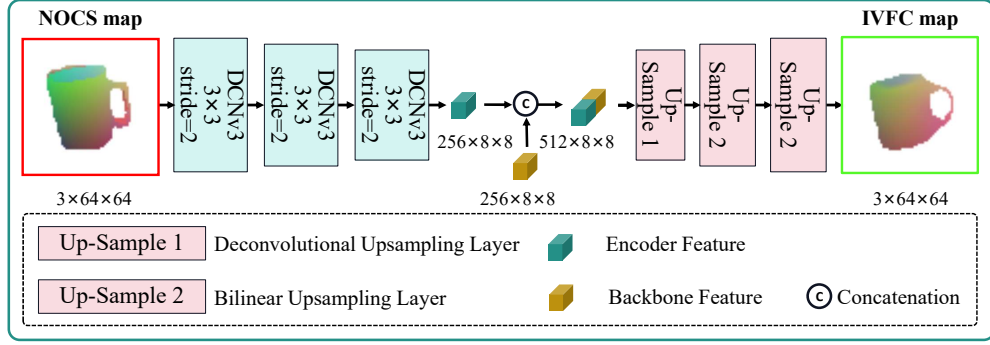 NOCS map
IVFC map
DCNv3
3×3
stride=2
DCNv3
3×3
stride=2
DCNv3
3×3
stride=2
256×8×8
C
512×8×8
256×8×8
Up-
Sample 1
Up-
Sample 2
Up-
Sample 2
3×64×64
3×64×64
Up-Sample 1
Deconvolutional Upsampling Layer
Encoder Feature
Up-Sample 2
Bilinear Upsampling Layer
Backbone Feature
C
Concatenation